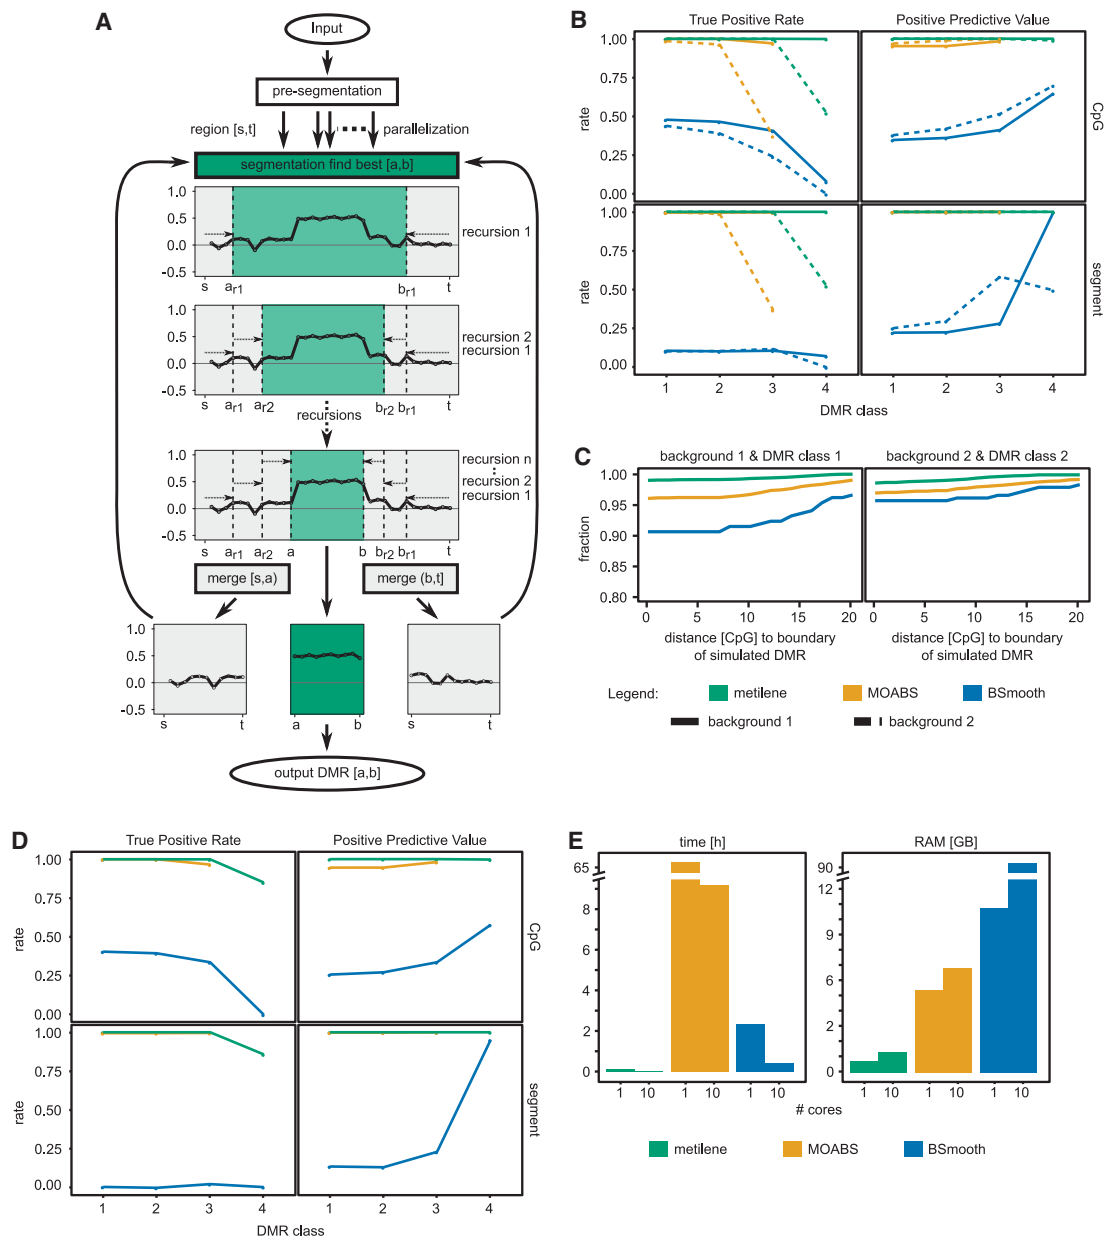 A
Input
pre-segmentation
region [s,t]
parallelization
segmentation find best [a,b]
1.0
0.5
0.0
-0.5
recursion 1
s
ar1
br1
t
1.0
0.5
0.0
-0.5
recursion 2
recursion 1
s
ar1
ar2
br2
br1
t
recursions
1.0
0.5
0.0
-0.5
recursion n
recursion 2
recursion 1
s
ar1
ar2
a
b
br2
br1
t
merge [s,a)
merge (b,t]
1.0
0.5
0.0
-0.5
s
t
a
b
s
t
output DMR [a,b]
B
True Positive Rate
Positive Predictive Value
1.00
0.75
0.50
0.25
0.00
rate
CpG
1.00
0.75
0.50
0.25
0.00
rate
segment
1 2 3 4
1 2 3 4
DMR class
C
background 1 & DMR class 1
background 2 & DMR class 2
1.00
0.95
0.90
0.85
0.80
fraction
0 5 10 15 20
0 5 10 15 20
distance [CpG] to boundary
of simulated DMR
distance [CpG] to boundary
of simulated DMR
Legend:
metilene
MOABS
BSmooth
background 1
background 2
D
True Positive Rate
Positive Predictive Value
1.00
0.75
0.50
0.25
0.00
rate
CpG
1.00
0.75
0.50
0.25
0.00
rate
segment
1 2 3 4
1 2 3 4
DMR class
E
time [h]
RAM [GB]
65
8
6
4
2
0
90
12
9
6
2
0
1 10 1 10 1 10
1 10 1 10 1 10
# cores
metilene
MOABS
BSmooth